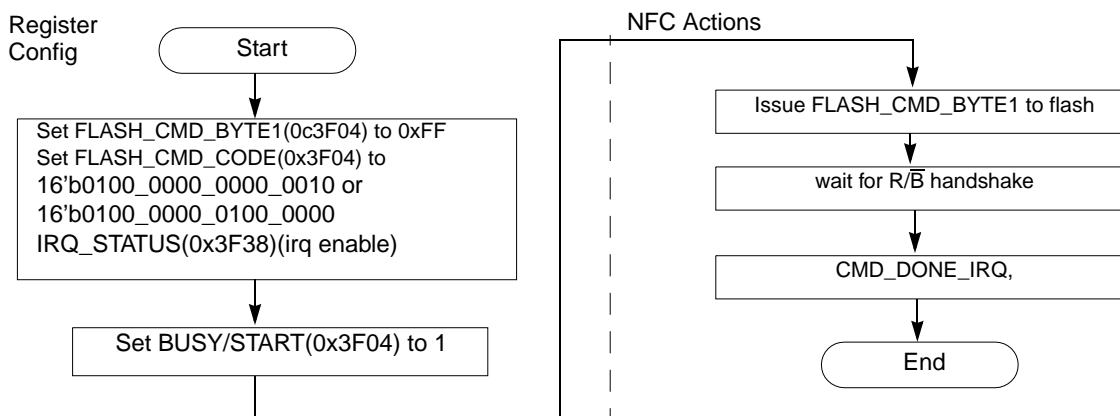 Register
Config
Start
Set FLASH_CMD_BYTE1(0c3F04) to 0xFF
Set FLASH_CMD_CODE(0x3F04) to
16'b0100_0000_0000_0010 or
16'b0100_0000_0100_0000
IRQ_STATUS(0x3F38)(irq enable)
Set BUSY/START(0x3F04) to 1
NFC Actions
Issue FLASH_CMD_BYTE1 to flash
wait for R/B̅ handshake
CMD_DONE_IRQ,
End